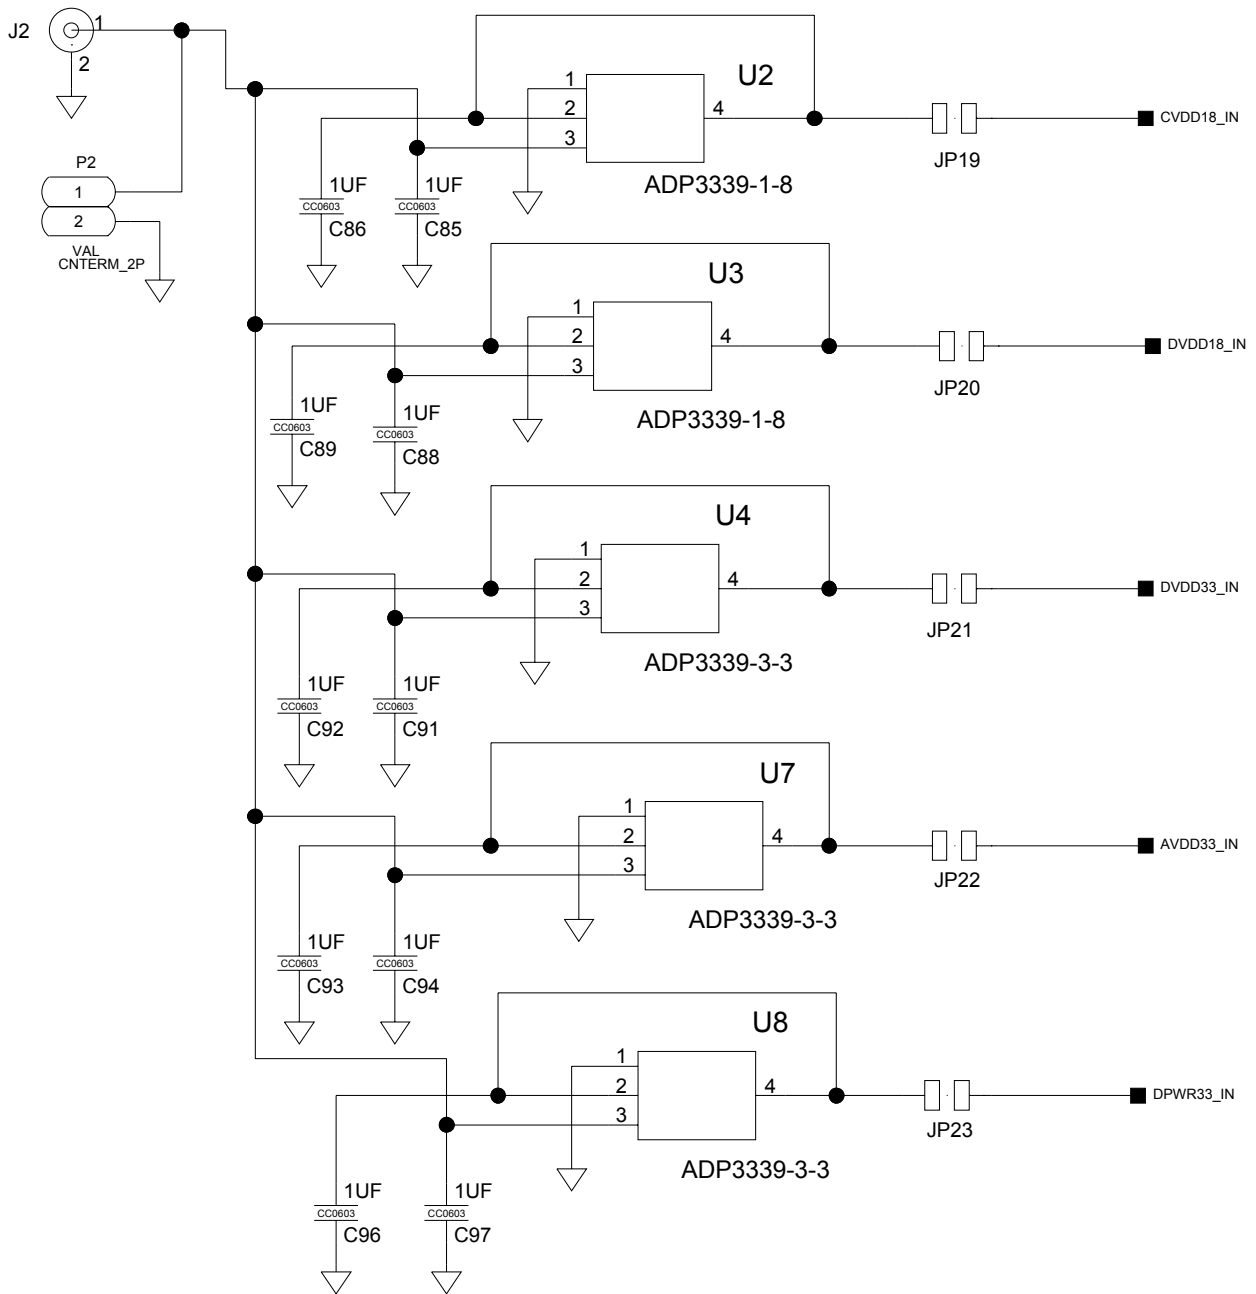 J2
1
2
P2
1
2
VAL
CNTERM_2P
U2
1
2
3
4
ADP3339-1-8
1UF
CC0603
C86
1UF
CC0603
C85
JP19
CVDD18_IN
U3
1
2
3
4
ADP3339-1-8
1UF
CC0603
C89
1UF
CC0603
C88
JP20
DVDD18_IN
U4
1
2
3
4
ADP3339-3-3
1UF
CC0603
C92
1UF
CC0603
C91
JP21
DVDD33_IN
U7
1
2
3
4
ADP3339-3-3
1UF
CC0603
C93
1UF
CC0603
C94
JP22
AVDD33_IN
U8
1
2
3
4
ADP3339-3-3
1UF
CC0603
C96
1UF
CC0603
C97
JP23
DPWR33_IN